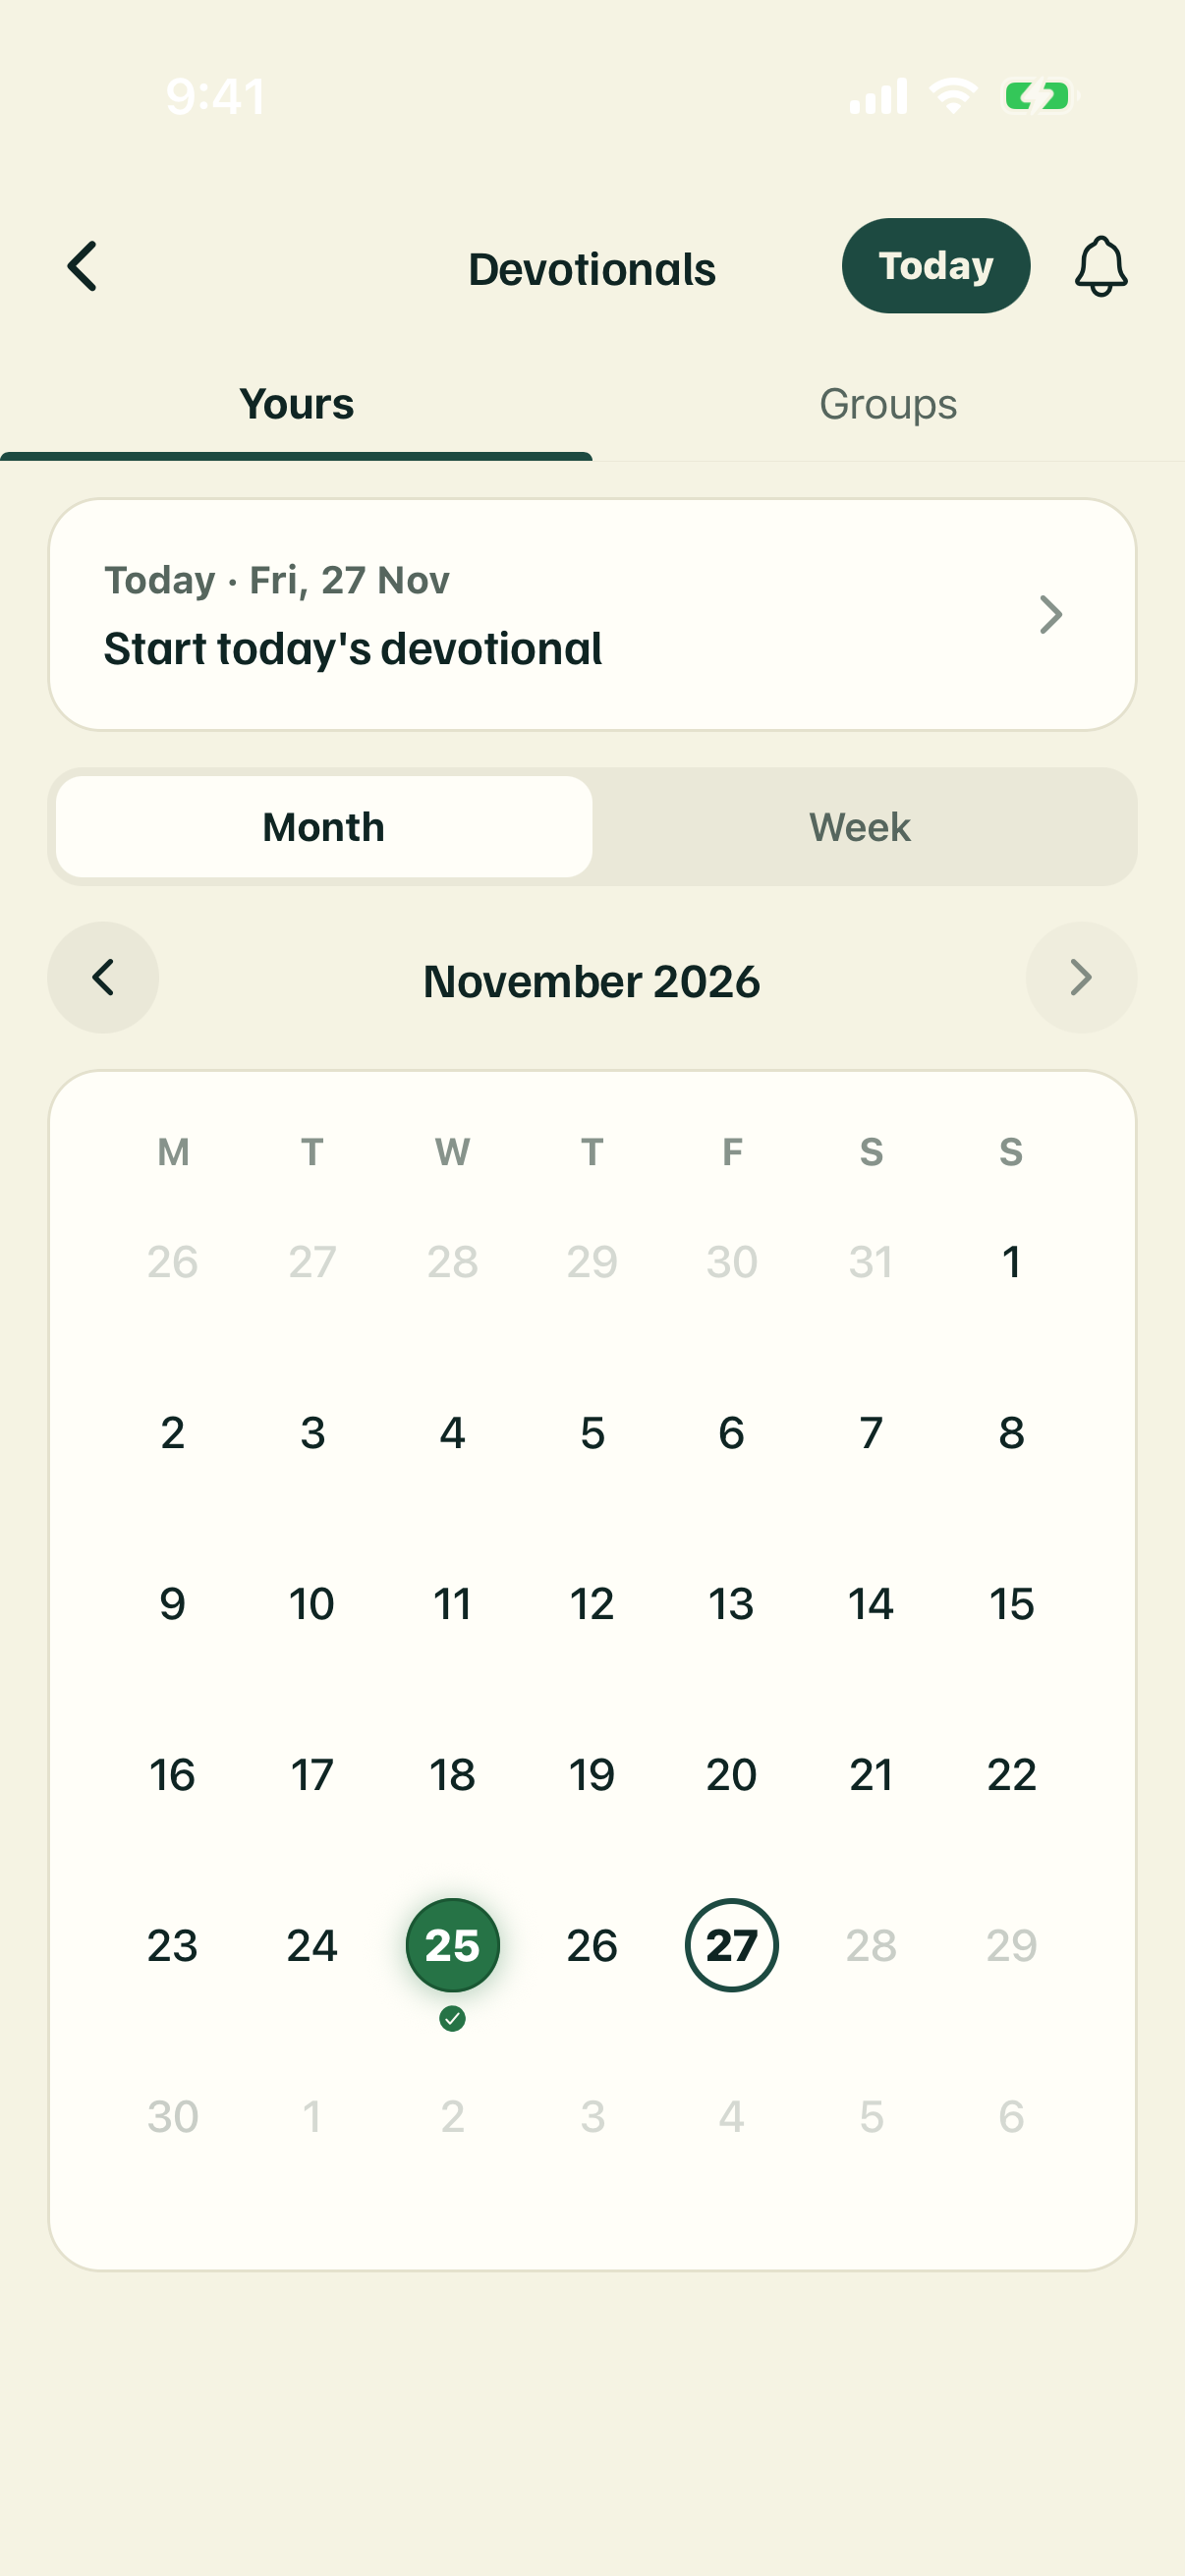 9:41
Devotionals
Today
Yours
Groups
Today · Fri, 27 Nov
Start today's devotional
Month
Week
November 2026
M T W T F S S
26 27 28 29 30 31 1
2 3 4 5 6 7 8
9 10 11 12 13 14 15
16 17 18 19 20 21 22
23 24 25 26 27 28 29
30 1 2 3 4 5 6